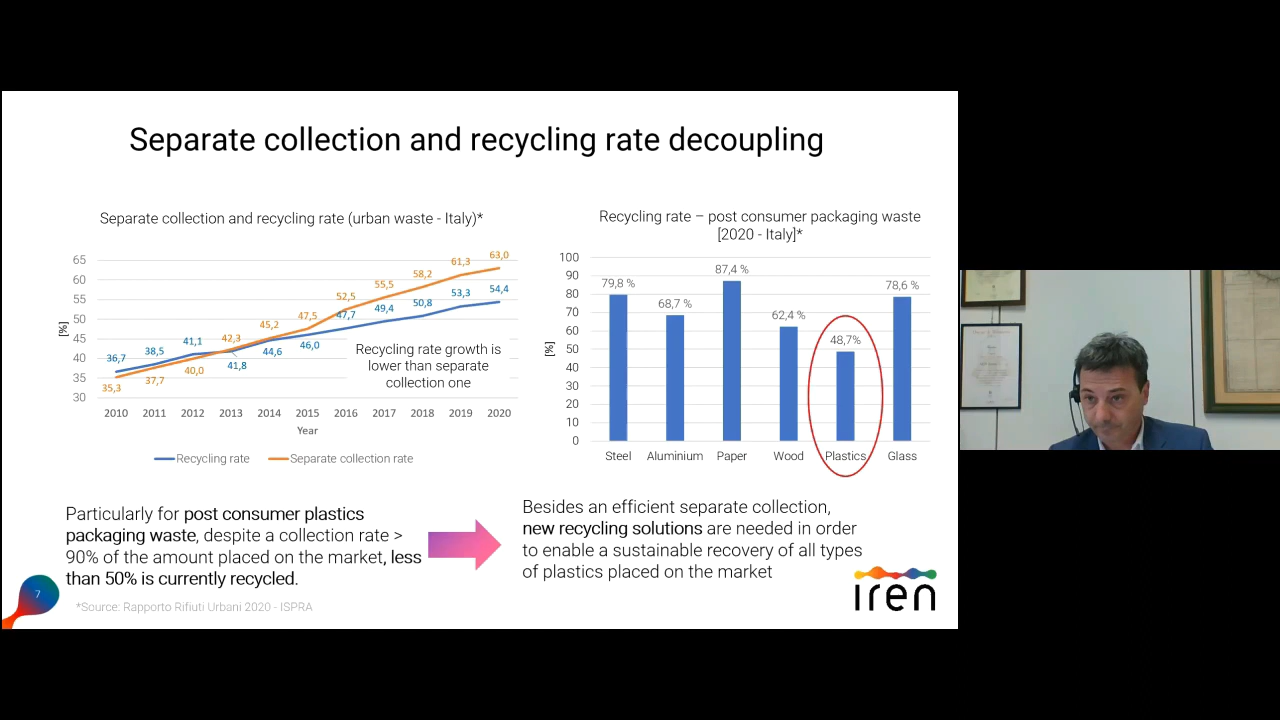 Separate collection and recycling rate decoupling
Separate collection and recycling rate (urban waste - Italy)*
65
60
55
50
45
40
35
30
[%]
36,7
38,5
41,1
41,8
44,6
46,0
47,7
49,4
50,8
53,3
54,4
35,3
37,7
40,0
42,3
45,2
47,5
52,5
55,5
58,2
61,3
63,0
Recycling rate growth is
lower than separate
collection one
2010 2011 2012 2013 2014 2015 2016 2017 2018 2019 2020
Year
Recycling rate Separate collection rate
Recycling rate – post consumer packaging waste
[2020 - Italy]*
100
90
80
70
60
50
40
30
20
10
0
[%]
79,8 %
68,7 %
87,4 %
62,4 %
48,7%
78,6 %
Steel Aluminium Paper Wood Plastics Glass
Particularly for post consumer plastics
packaging waste, despite a collection rate >
90% of the amount placed on the market, less
than 50% is currently recycled.
Besides an efficient separate collection,
new recycling solutions are needed in order
to enable a sustainable recovery of all types
of plastics placed on the market
7
*Source: Rapporto Rifiuti Urbani 2020 - ISPRA
iren